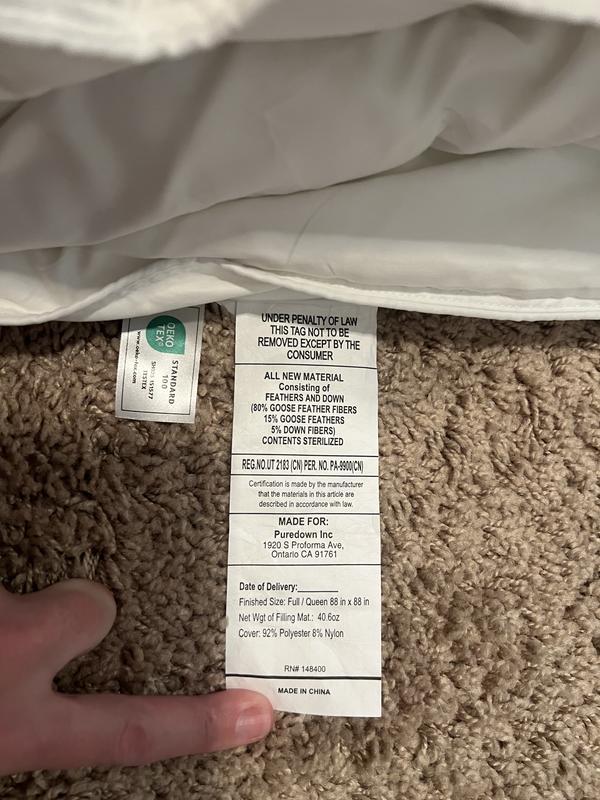 UNDER PENALTY OF LAW
THIS TAG NOT TO BE
REMOVED EXCEPT BY THE
CONSUMER
ALL NEW MATERIAL
Consisting of
FEATHERS AND DOWN
(80% GOOSE FEATHER FIBERS
15% GOOSE FEATHERS
5% DOWN FIBERS)
CONTENTS STERILIZED
REG.NO.UT 2183 (CN) PER. NO. PA-9900(CN)
Certification is made by the manufacturer
that the materials in this article are
described in accordance with law.
MADE FOR:
Puredown Inc
1920 S Proforma Ave,
Ontario CA 91761
Date of Delivery:________
Finished Size: Full / Queen 88 in x 88 in
Net Wgt of Filling Mat.: 40.6oz
Cover: 92% Polyester 8% Nylon
RN# 148400
MADE IN CHINA
OEKO
TEX®
STANDARD
100
SH005 151577
TESTEX
www.oeko-tex.com